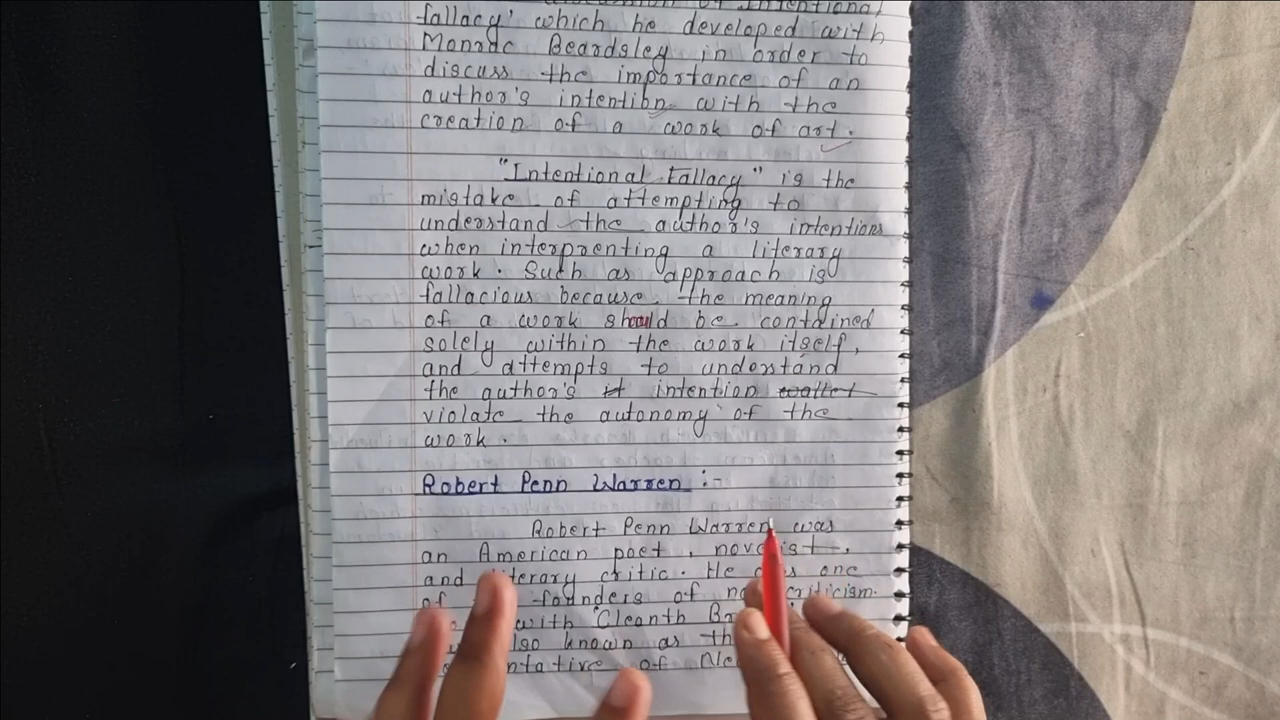 of Intentional
fallacy' which he developed with
Monroe Beardsley in order to
discuss the importance of an
author's intention with the
creation of a work of art.
"Intentional fallacy" is the
mistake of attempting to
understand the author's intentions
when interprenting a literary
work. Such as approach is
fallacious because the meaning
of a work should be contained
solely within the work itself,
and attempts to understand
the author's it intention
violate the autonomy of the
work.
Robert Penn Warren :-
Robert Penn Warren was
an American poet, novelist,
and literary critic. He was one
of founders of new criticism.
with Cleanth
also known as
of